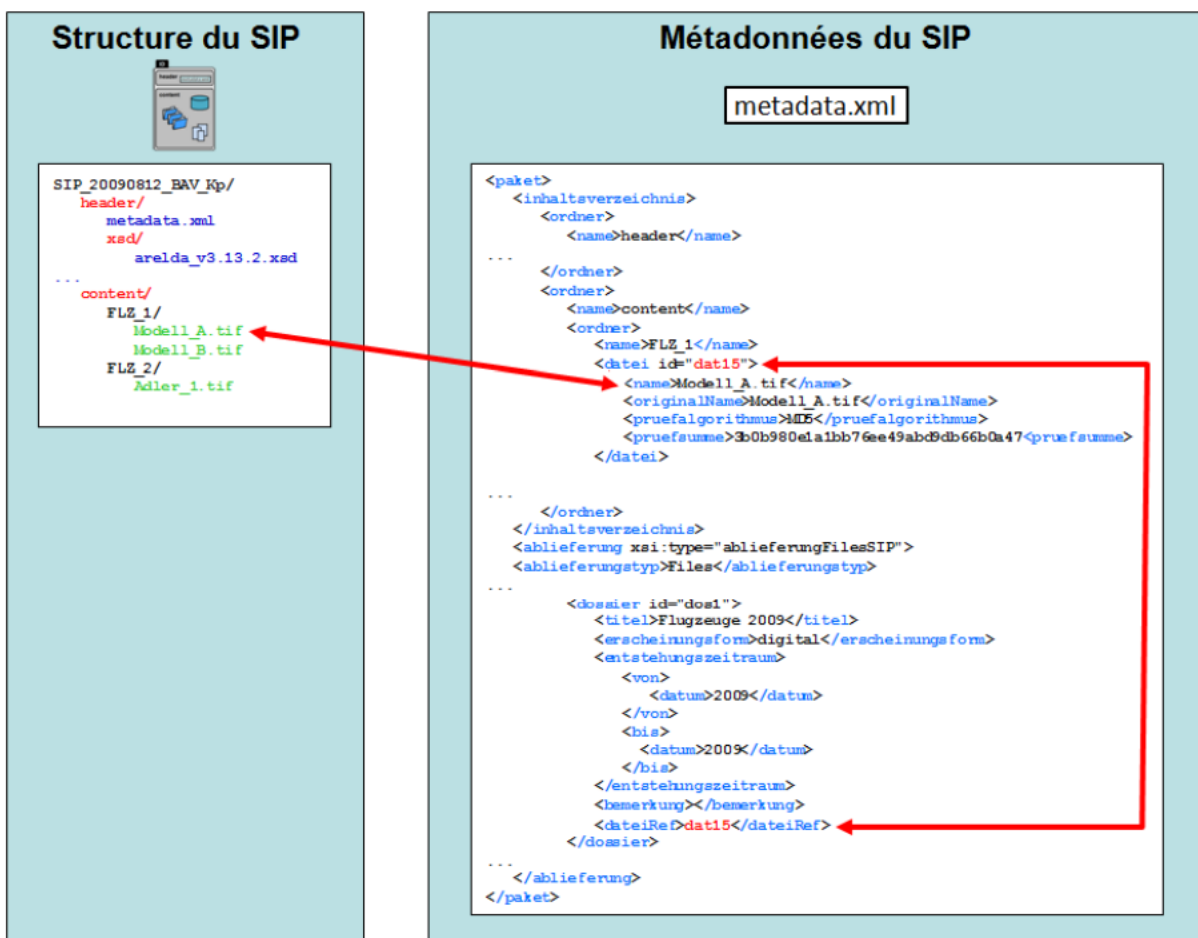 Structure du SIP
header
content
SIP_20090812_BAV_Kp/
header/
metadata.xml
xsd/
arelda_v3.13.2.xsd
...
content/
FLZ_1/
Modell_A.tif
Modell_B.tif
FLZ_2/
Adler_1.tif
Métadonnées du SIP
metadata.xml
<paket>
<inhaltsverzeichnis>
<ordner>
<name>header</name>
...
</ordner>
<ordner>
<name>content</name>
<ordner>
<name>FLZ_1</name>
<datei id="dat15">
<name>Modell_A.tif</name>
<originalName>Modell_A.tif</originalName>
<pruefalgorithmus>MD5</pruefalgorithmus>
<pruefsumme>3b0b980e1a1bb76ee49abd9db66b0a47<pruefsumme>
</datei>
...
</ordner>
</inhaltsverzeichnis>
<ablieferung xsi:type="ablieferungFilesSIP">
<ablieferungstyp>Files</ablieferungstyp>
...
<dossier id="dos1">
<titel>Flugzeuge 2009</titel>
<erscheinungsform>digital</erscheinungsform>
<entstehungszeitraum>
<von>
<datum>2009</datum>
</von>
<bis>
<datum>2009</datum>
</bis>
</entstehungszeitraum>
<bemerkung></bemerkung>
<dateiRef>dat15</dateiRef>
</dossier>
...
</ablieferung>
</paket>